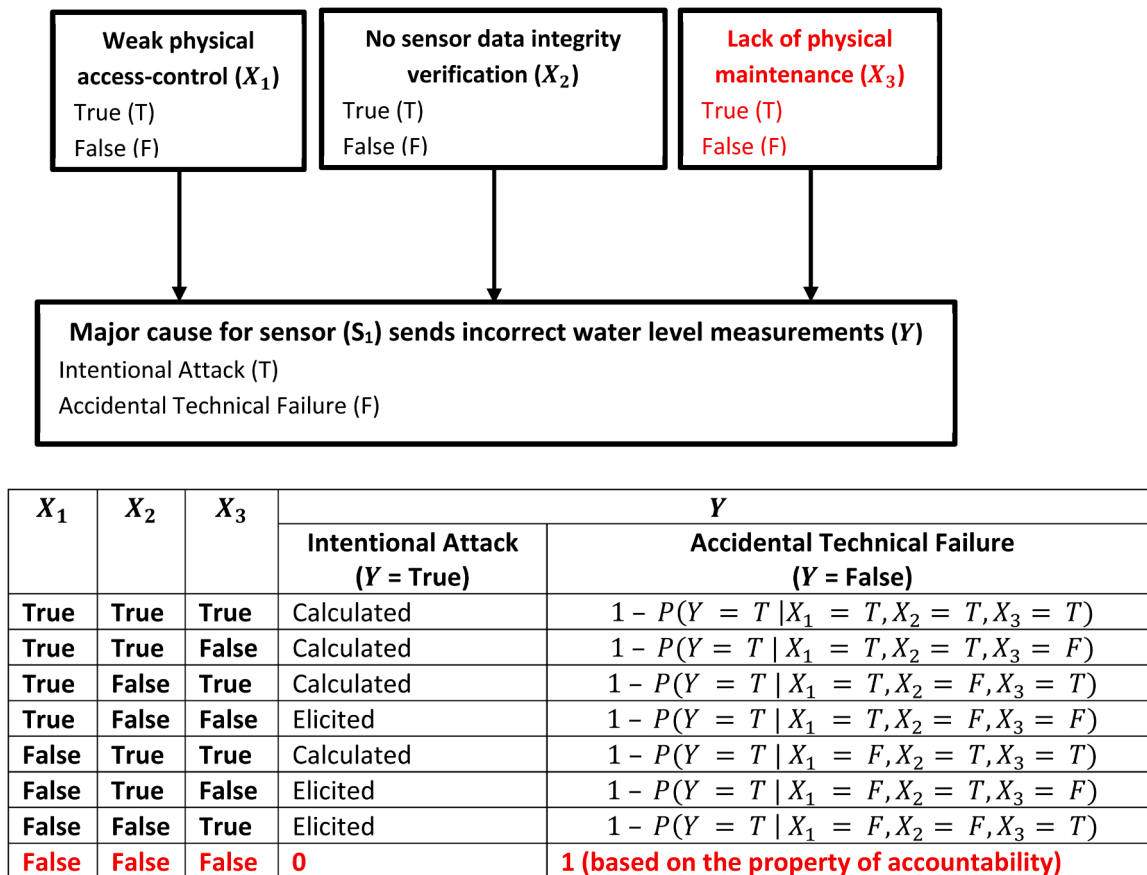 Weak physical
access-control (X₁)
True (T)
False (F)
No sensor data integrity
verification (X₂)
True (T)
False (F)
Lack of physical
maintenance (X₃)
True (T)
False (F)
Major cause for sensor (S₁) sends incorrect water level measurements (Y)
Intentional Attack (T)
Accidental Technical Failure (F)
X₁ X₂ X₃ Y
Intentional Attack
(Y = True)
Accidental Technical Failure
(Y = False)
True True True Calculated 1 – P(Y = T |X₁ = T, X₂ = T, X₃ = T)
True True False Calculated 1 – P(Y = T | X₁ = T, X₂ = T, X₃ = F)
True False True Calculated 1 – P(Y = T | X₁ = T, X₂ = F, X₃ = T)
True False False Elicited 1 – P(Y = T | X₁ = T, X₂ = F, X₃ = F)
False True True Calculated 1 – P(Y = T | X₁ = F, X₂ = T, X₃ = T)
False True False Elicited 1 – P(Y = T | X₁ = F, X₂ = T, X₃ = F)
False False True Elicited 1 – P(Y = T | X₁ = F, X₂ = F, X₃ = T)
False False False 0 1 (based on the property of accountability)